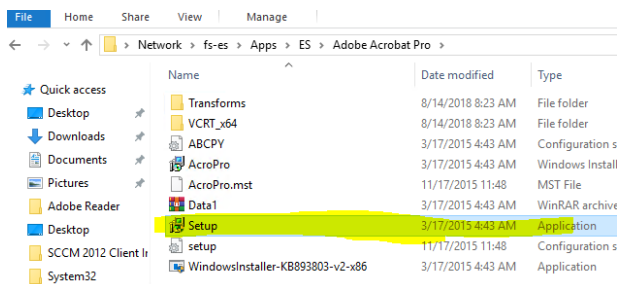 File Home Share View Manage
Network > fs-es > Apps > ES > Adobe Acrobat Pro >
Name Date modified Type
Quick access
Desktop
Downloads
Documents
Pictures
Adobe Reader
Desktop
SCCM 2012 Client Ir
System32
Transforms 8/14/2018 8:23 AM File folder
VCRT_x64 8/14/2018 8:23 AM File folder
ABCPY 3/17/2015 4:43 AM Configuration s
AcroPro 3/17/2015 4:43 AM Windows Install
AcroPro.mst 11/17/2015 11:48 MST File
Data1 3/17/2015 4:43 AM WinRAR archive
Setup 3/17/2015 4:43 AM Application
setup 11/17/2015 11:48 Configuration s
WindowsInstaller-KB893803-v2-x86 3/17/2015 4:43 AM Application